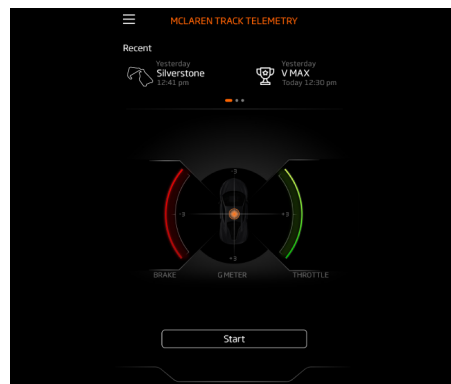 MCLAREN TRACK TELEMETRY
Recent
Yesterday
Silverstone
12:41 pm
Yesterday
V MAX
Today 12:30 pm
-3
-3
+3
+3
BRAKE
G METER
THROTTLE
Start